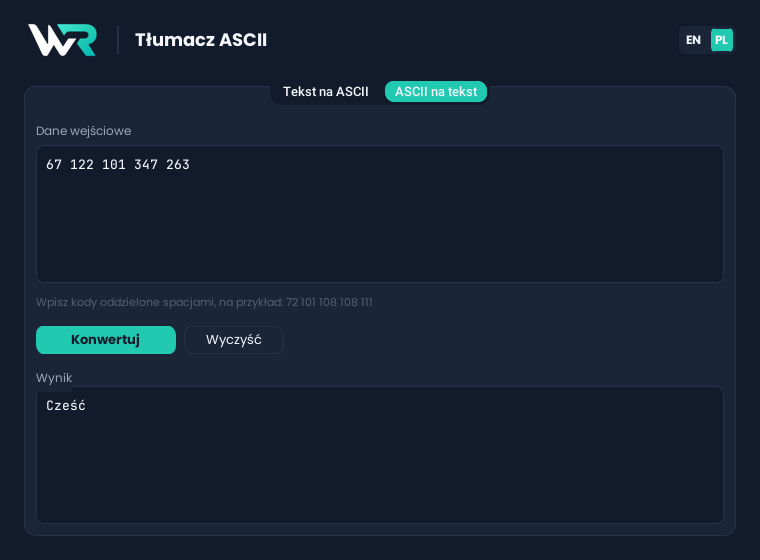 WR
Tłumacz ASCII
EN PL
Tekst na ASCII ASCII na tekst
Dane wejściowe
67 122 101 347 263
Wpisz kody oddzielone spacjami, na przykład: 72 101 108 108 111
Konwertuj Wyczyść
Wynik
Cześć